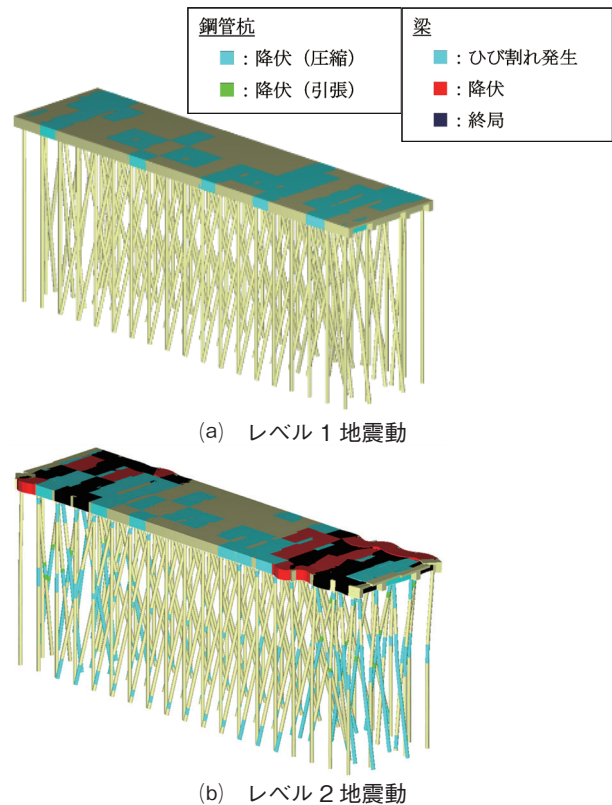 鋼管杭
：降伏（圧縮）
：降伏（引張）
梁
：ひび割れ発生
：降伏
：終局
(a) レベル 1 地震動
(b) レベル 2 地震動